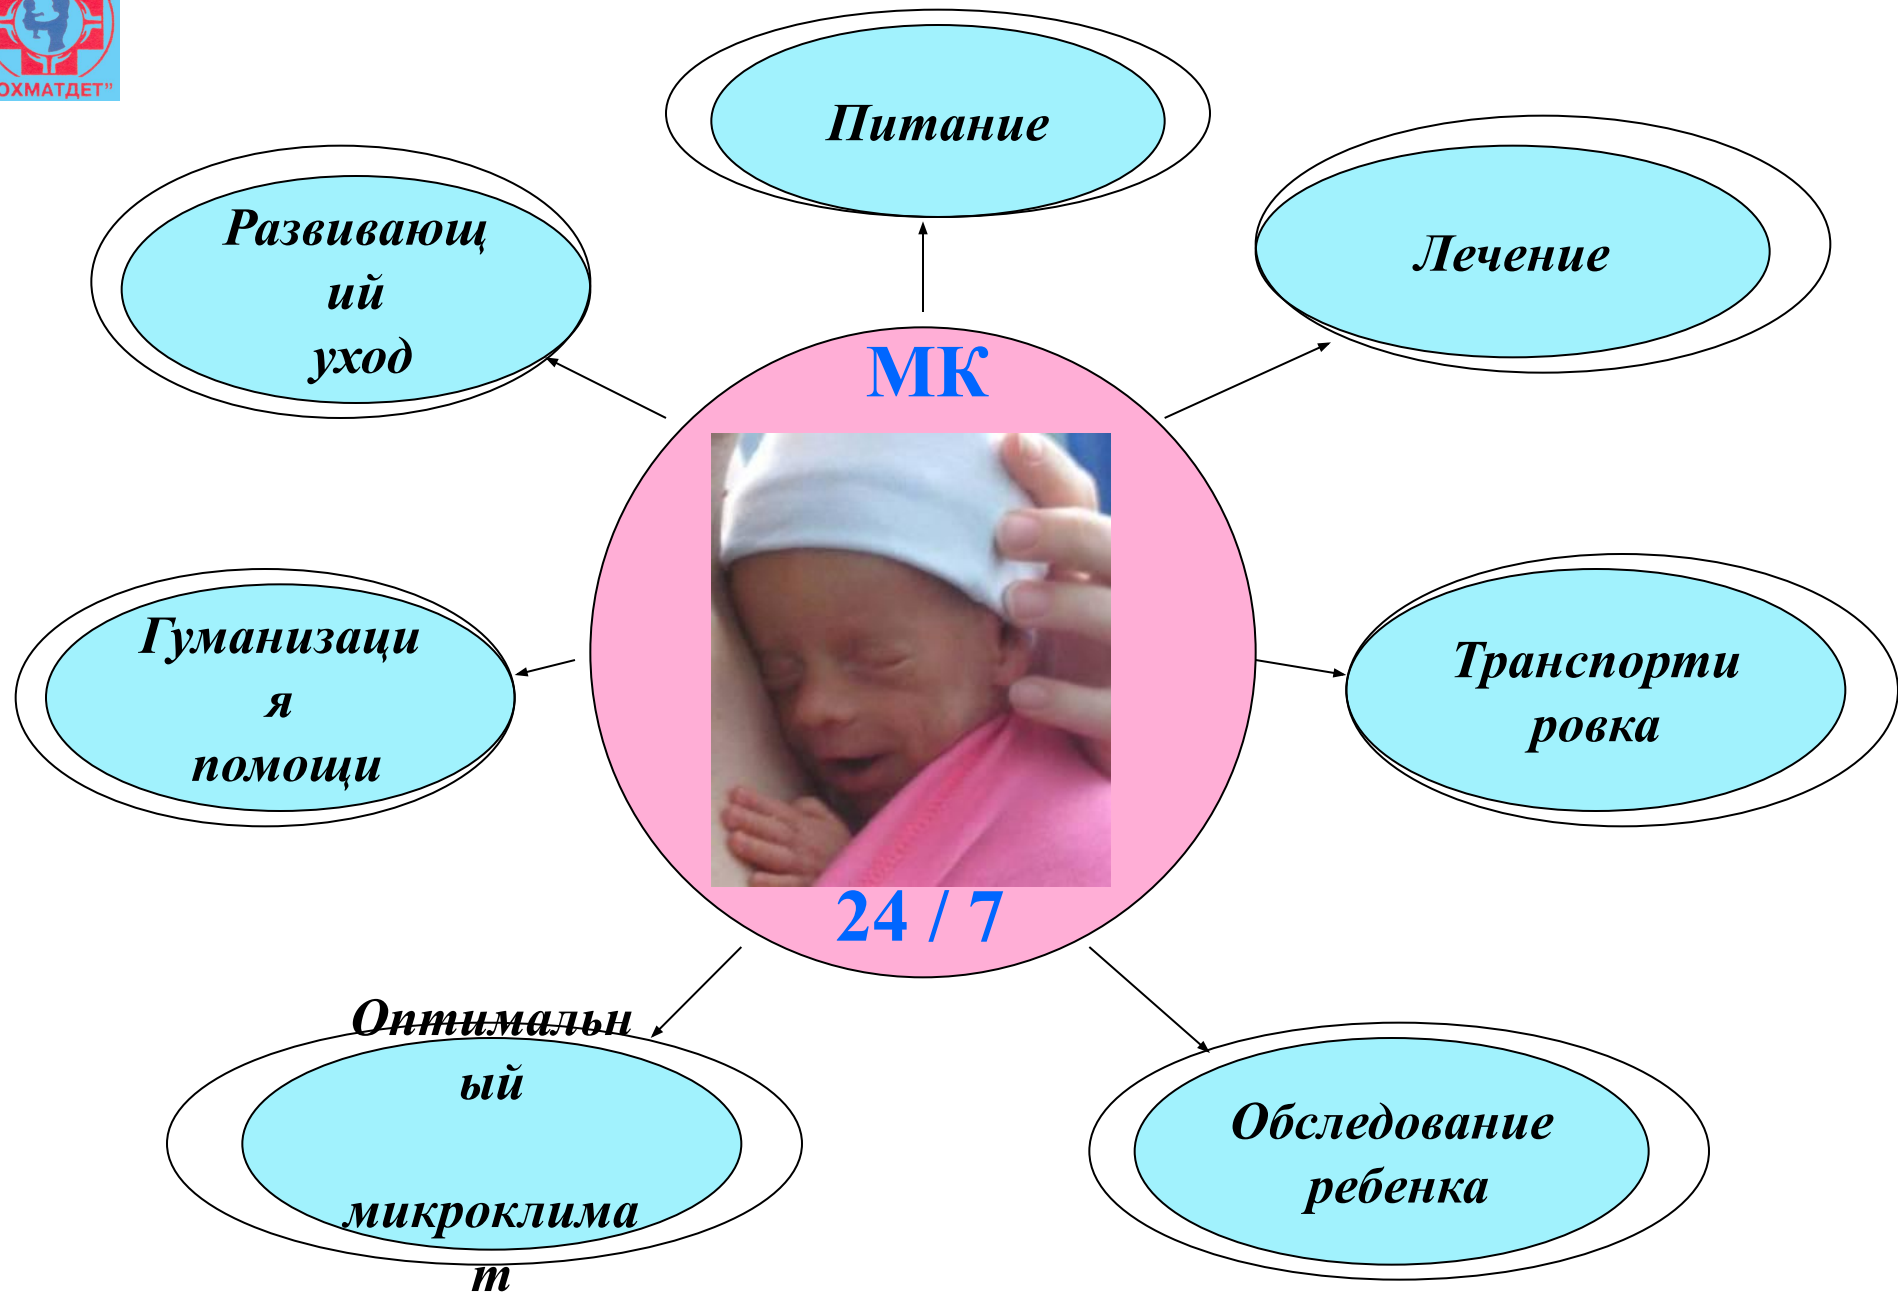 ОХМАТДЕТ”
Питание
Развивающ
ий
уход
Лечение
МК
Гуманизаци
я
помощи
Транспорти
ровка
24 / 7
Оптимальн
ый
микроклима
т
Обследование
ребенка